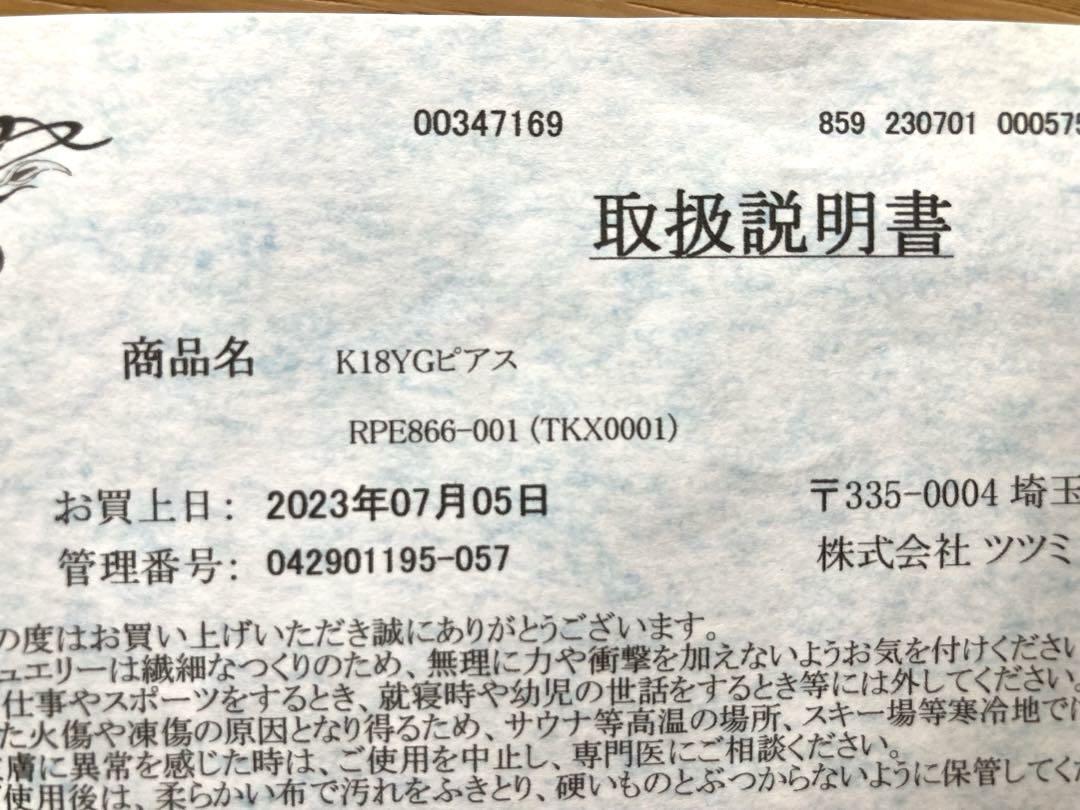 00347169 859 230701 000575
取扱説明書
商品名 K18YGピアス
RPE866-001 (TKX0001)
お買上日: 2023年07月05日 〒335-0004 埼玉
管理番号: 042901195-057 株式会社 ツツミ
の度はお買い上げいただき誠にありがとうございます。
ュエリーは繊細なつくりのため、無理に力や衝撃を加えないようお気を付けください
仕事やスポーツをするとき、就寝時や幼児の世話をするとき等には外してください。
た火傷や凍傷の原因となり得るため、サウナ等高温の場所、スキー場等寒冷地では
膚に異常を感じた時は、ご使用を中止し、専門医にご相談ください。
使用後は、柔らかい布で汚れをふきとり、硬いものとぶつからないように保管してくだ